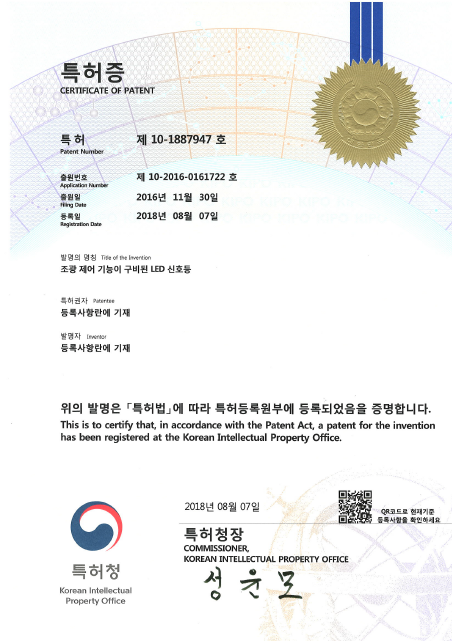 특허증
CERTIFICATE OF PATENT
특허 제 10-1887947 호
Patent Number
출원번호 제 10-2016-0161722 호
Application Number
출원일 2016년 11월 30일
Filing Date
등록일 2018년 08월 07일
Registration Date
발명의 명칭 Title of the Invention
조광 제어 기능이 구비된 LED 신호등
특허권자 Patentee
등록사항란에 기재
발명자 Inventor
등록사항란에 기재
위의 발명은 「특허법」에 따라 특허등록원부에 등록되었음을 증명합니다.
This is to certify that, in accordance with the Patent Act, a patent for the invention
has been registered at the Korean Intellectual Property Office.
2018년 08월 07일
QR코드로 현재기준
등록사항을 확인하세요
특허청장
COMMISSIONER,
KOREAN INTELLECTUAL PROPERTY OFFICE
성윤모
특허청
Korean Intellectual
Property Office